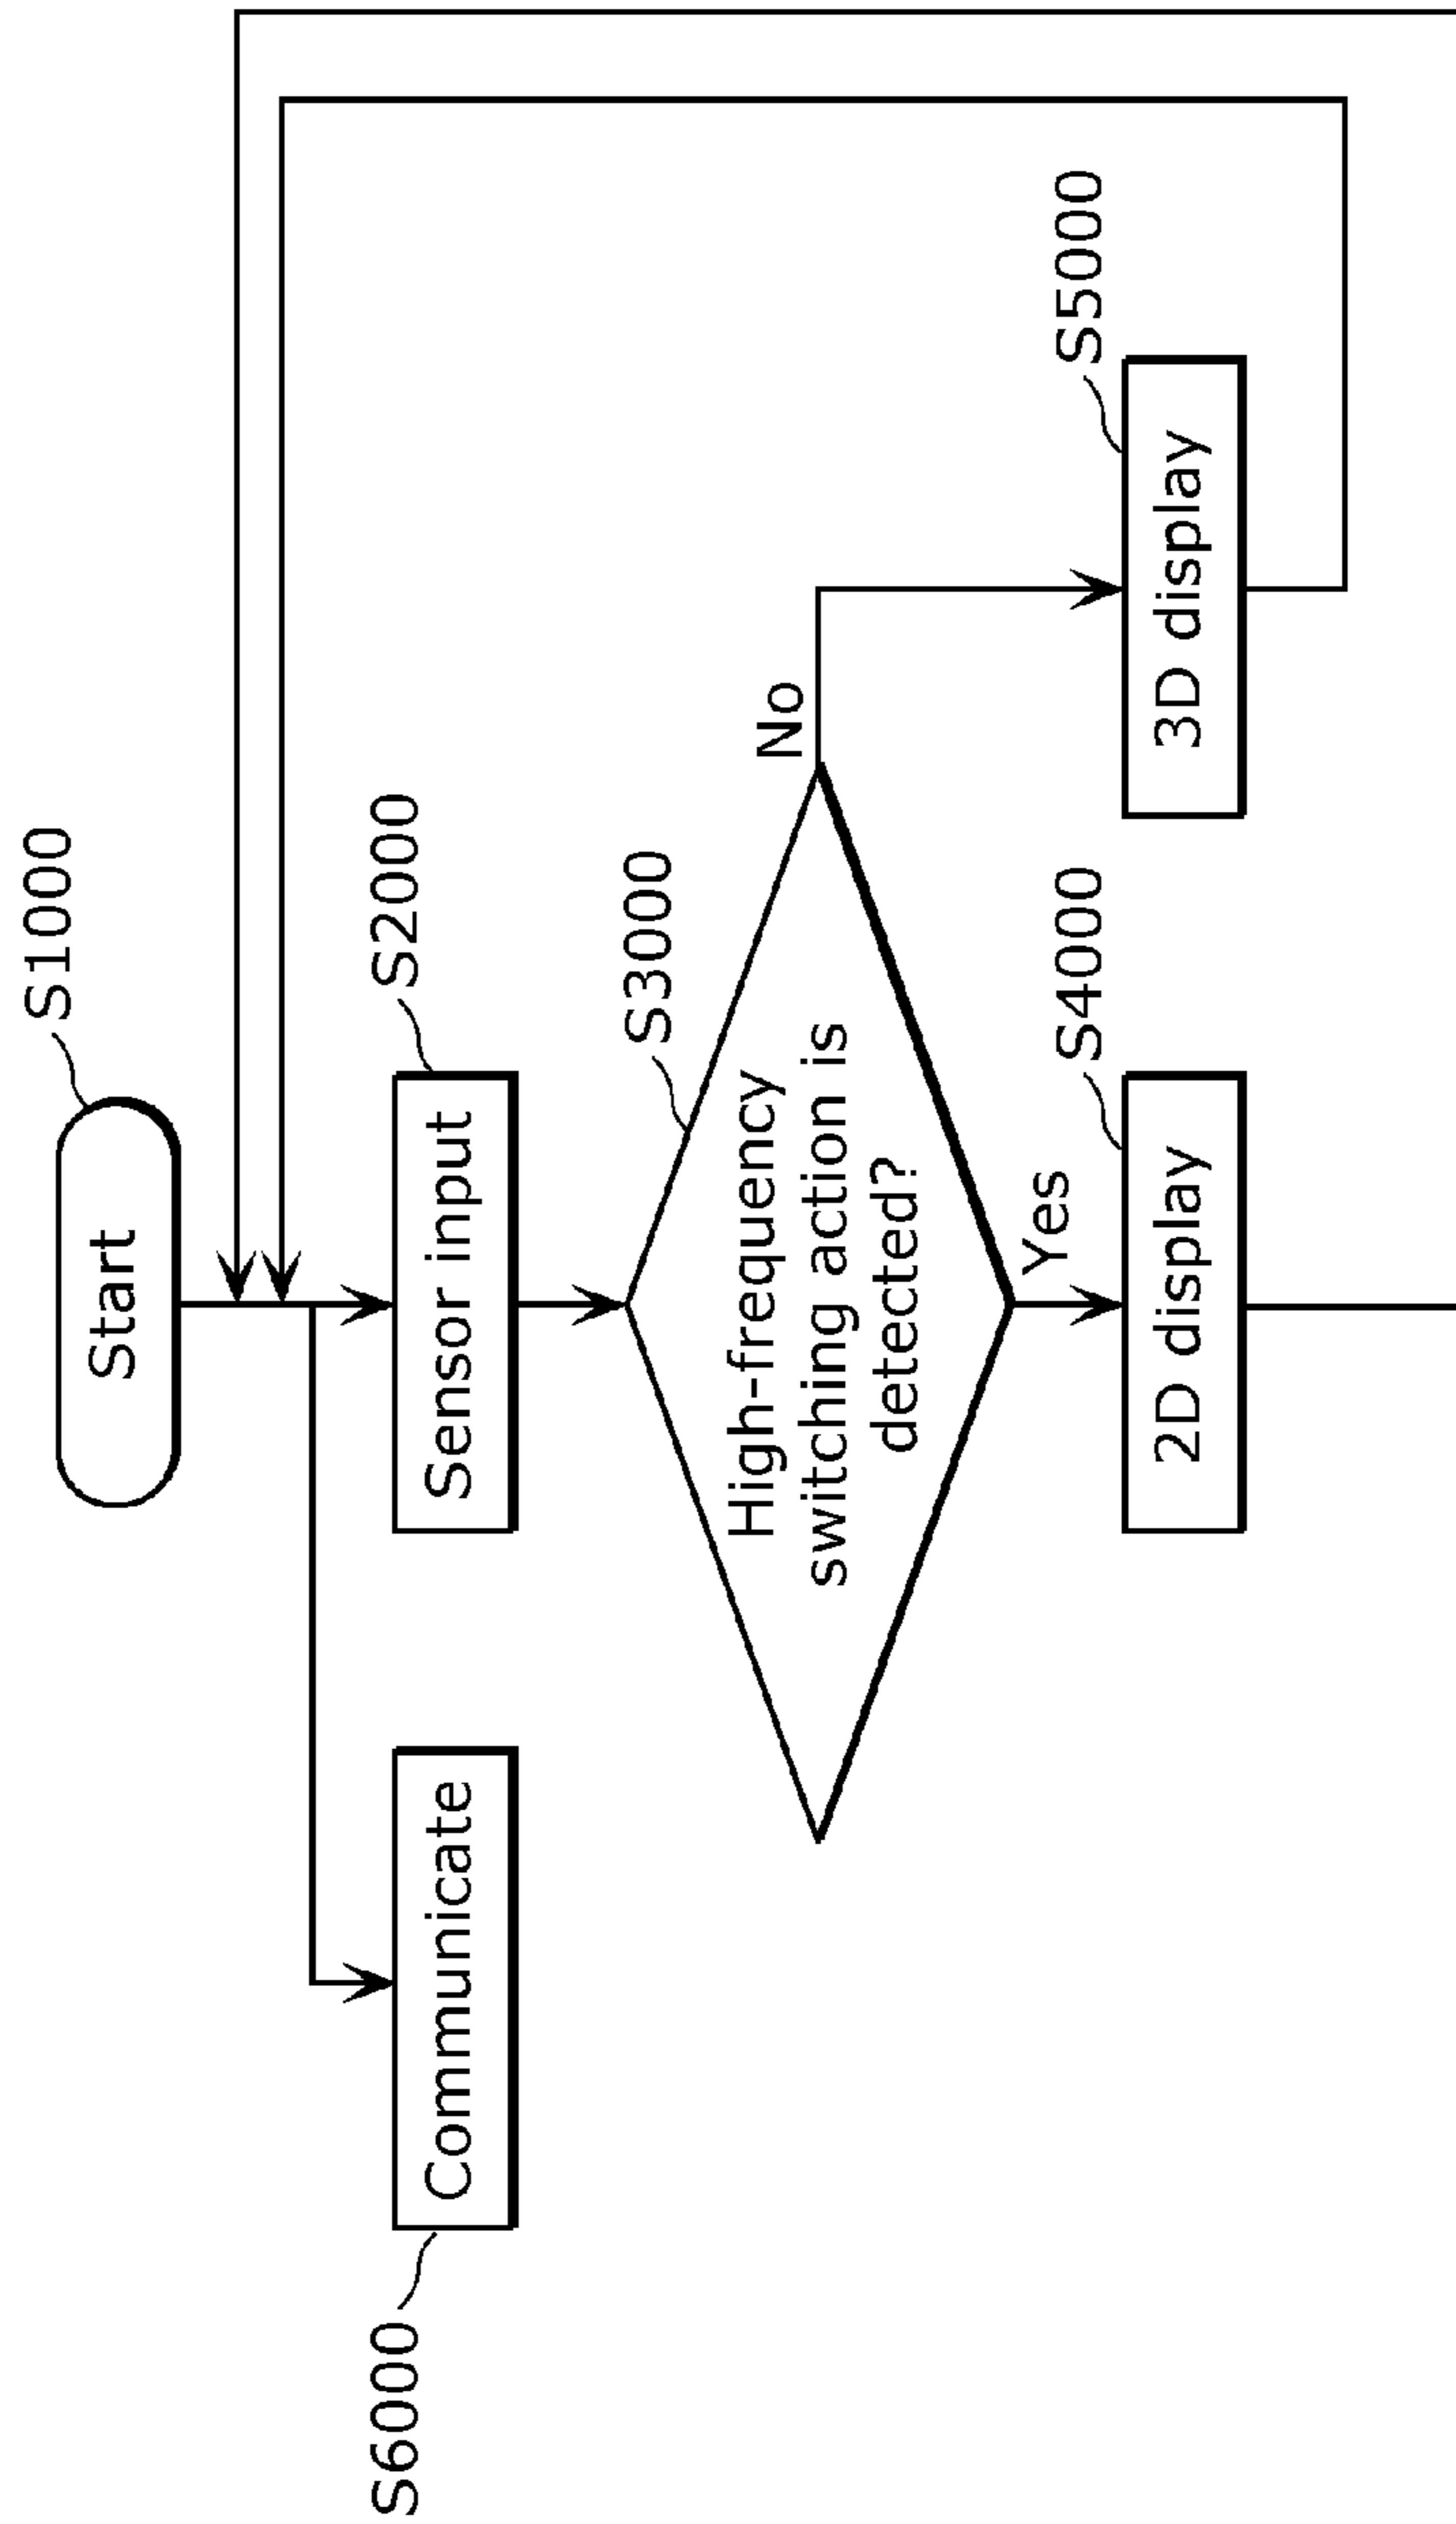 Start
S1000
S6000
Communicate
Sensor input
S2000
S3000
High-frequency
switching action is
detected?
No
Yes
2D display
S4000
3D display
S5000